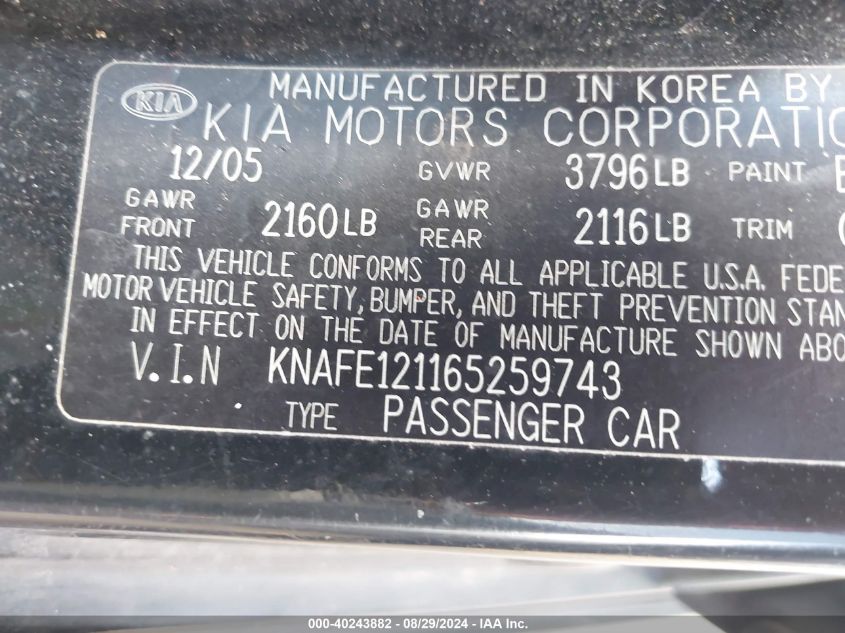 MANUFACTURED IN KOREA BY
KIA KIA MOTORS CORPORATIO
12/05 GVWR 3796LB PAINT
GAWR FRONT 2160LB GAWR REAR 2116LB TRIM
THIS VEHICLE CONFORMS TO ALL APPLICABLE U.S.A. FEDE
MOTOR VEHICLE SAFETY, BUMPER, AND THEFT PREVENTION STAN
IN EFFECT ON THE DATE OF MANUFACTURE SHOWN ABO
V.I.N KNAFE121165259743
TYPE PASSENGER CAR
000-40243882 - 08/29/2024 - IAAI, Inc.